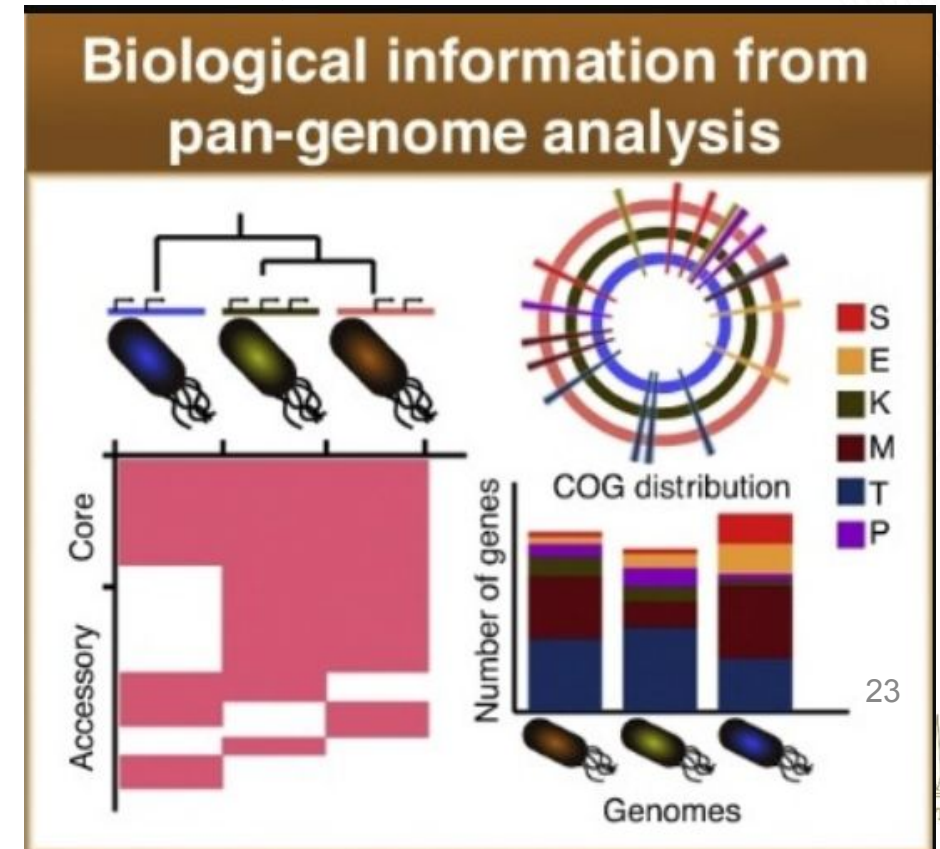 Biological information from
pan-genome analysis
S
E
K
M
T
P
COG distribution
Core
Accessory
Number of genes
23
Genomes